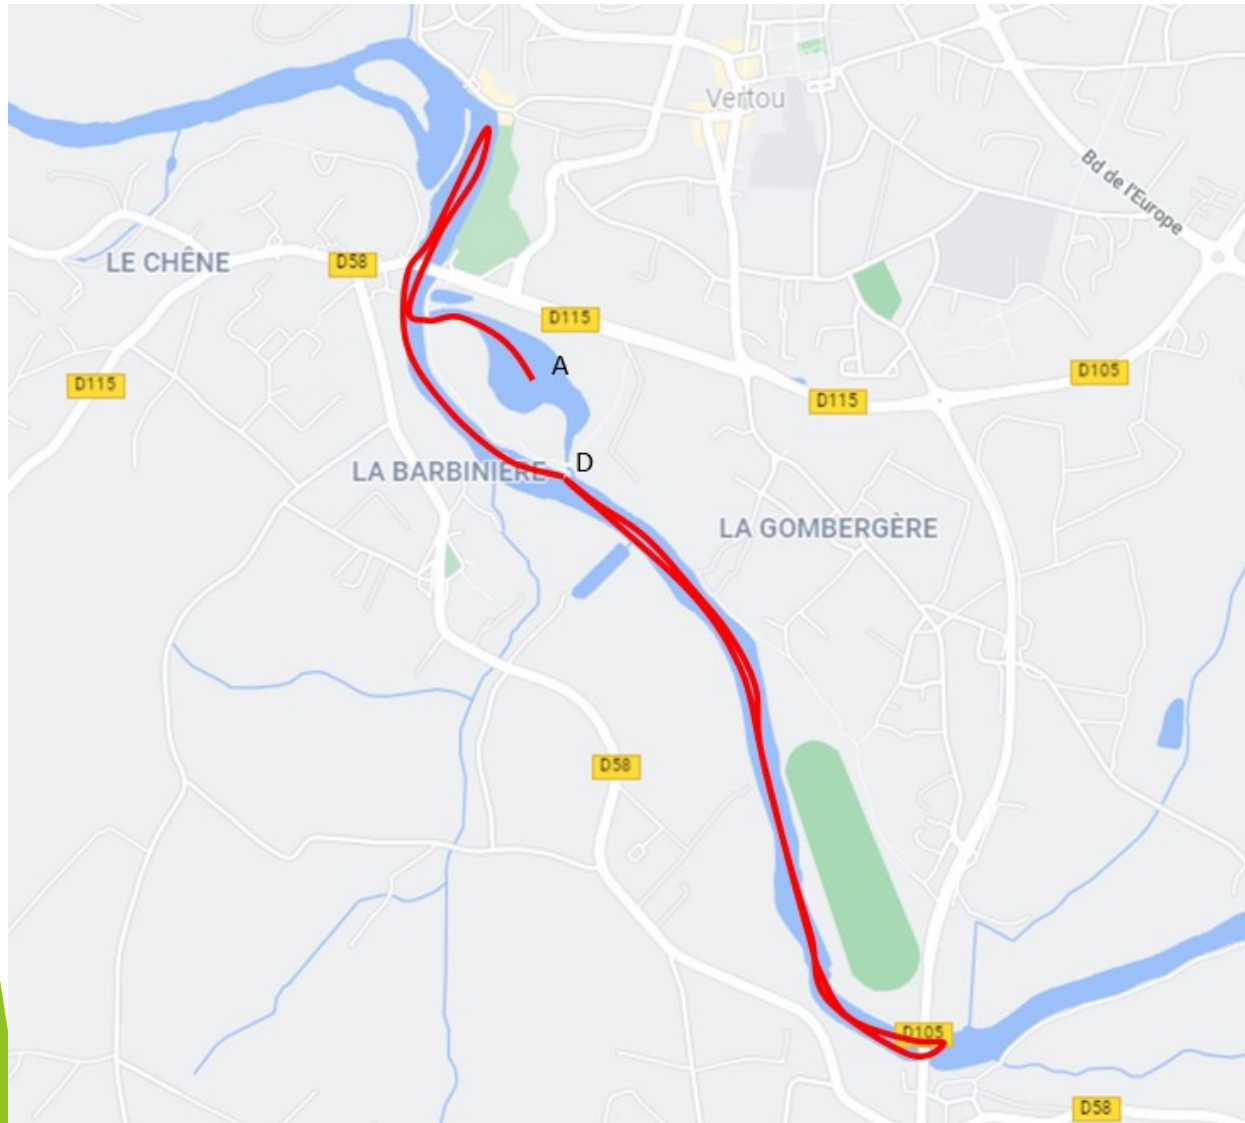 Vertou
Bd de l'Europe
LE CHÊNE
D58
D115
A
D105
D115
D115
D
LA BARBINIÈRE
LA GOMBERGÈRE
D58
D105
D58